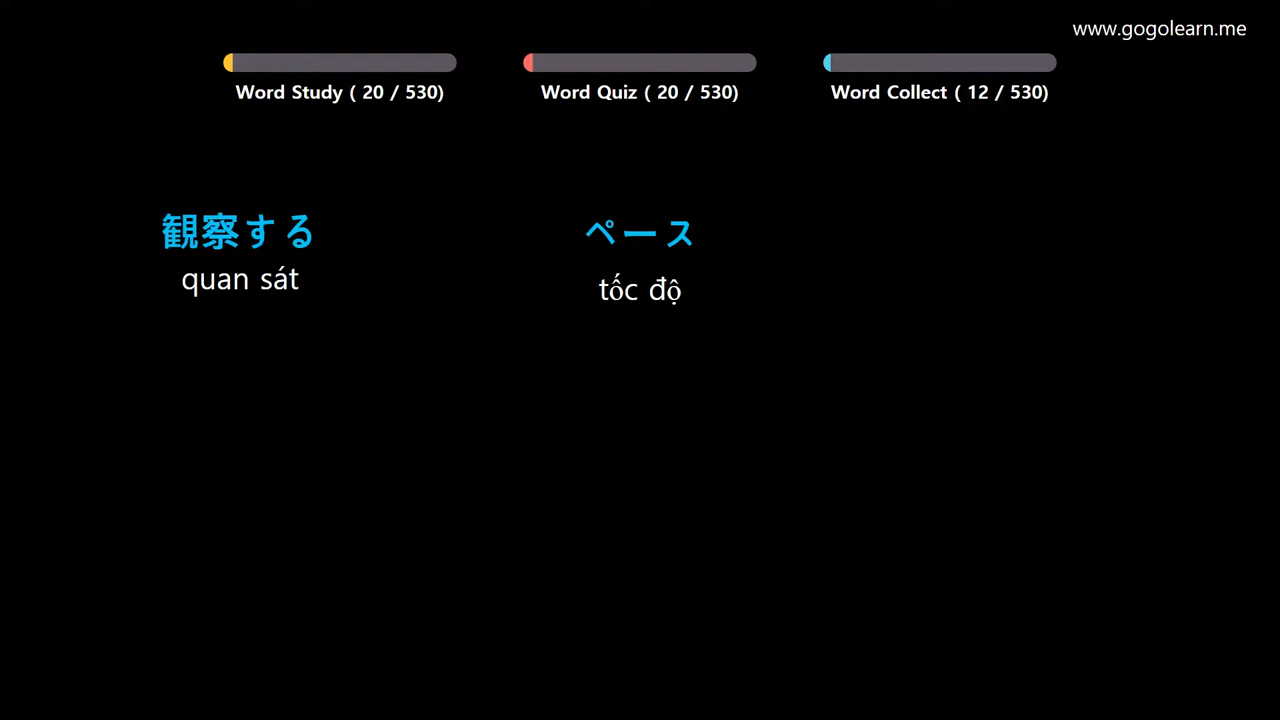 www.gogolearn.me
Word Study ( 20 / 530)
Word Quiz ( 20 / 530)
Word Collect ( 12 / 530)
観察する
quan sát
ペース
tốc độ